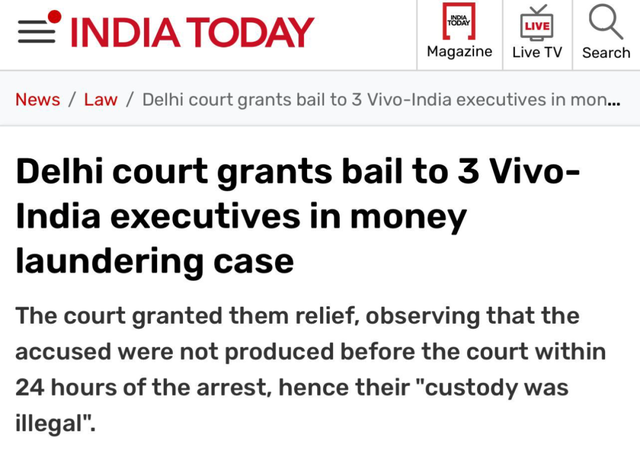 INDIA TODAY
INDIA
TODAY
Magazine
LIVE
Live TV
Search
News / Law / Delhi court grants bail to 3 Vivo-India executives in mon...
Delhi court grants bail to 3 Vivo-
India executives in money
laundering case
The court granted them relief, observing that the
accused were not produced before the court within
24 hours of the arrest, hence their "custody was
illegal".